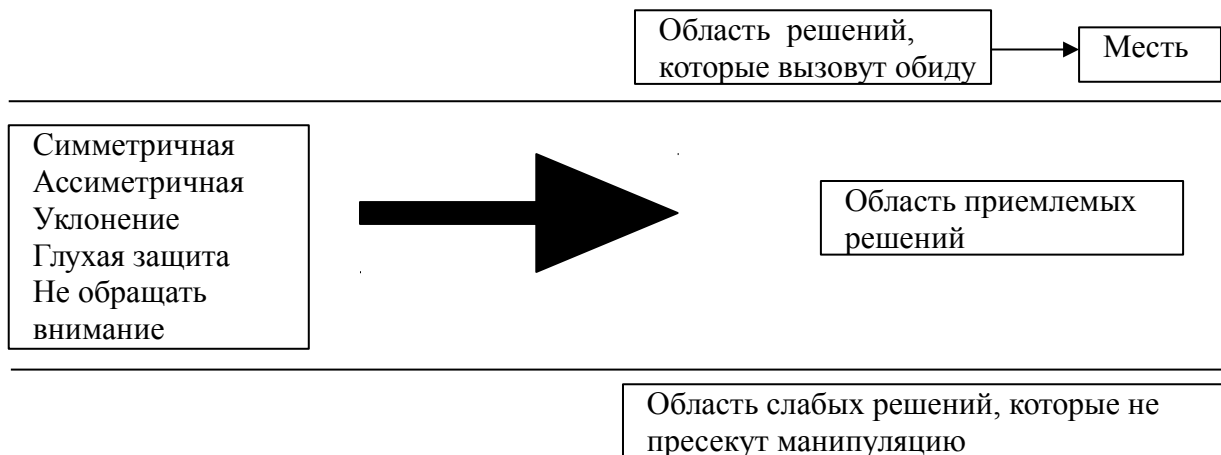 Область решений,
которые вызовут обиду
Месть
Симметричная
Ассиметричная
Уклонение
Глухая защита
Не обращать
внимание
Область приемлемых
решений
Область слабых решений, которые не
пресекут манипуляцию